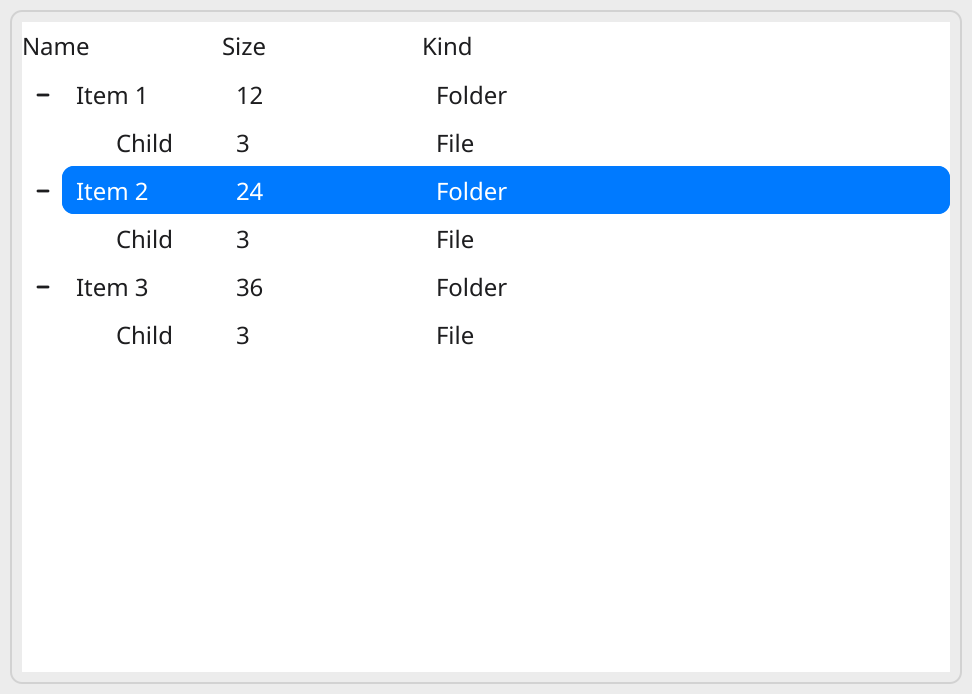 Name Size Kind
Item 1 12 Folder
Child 3 File
Item 2 24 Folder
Child 3 File
Item 3 36 Folder
Child 3 File